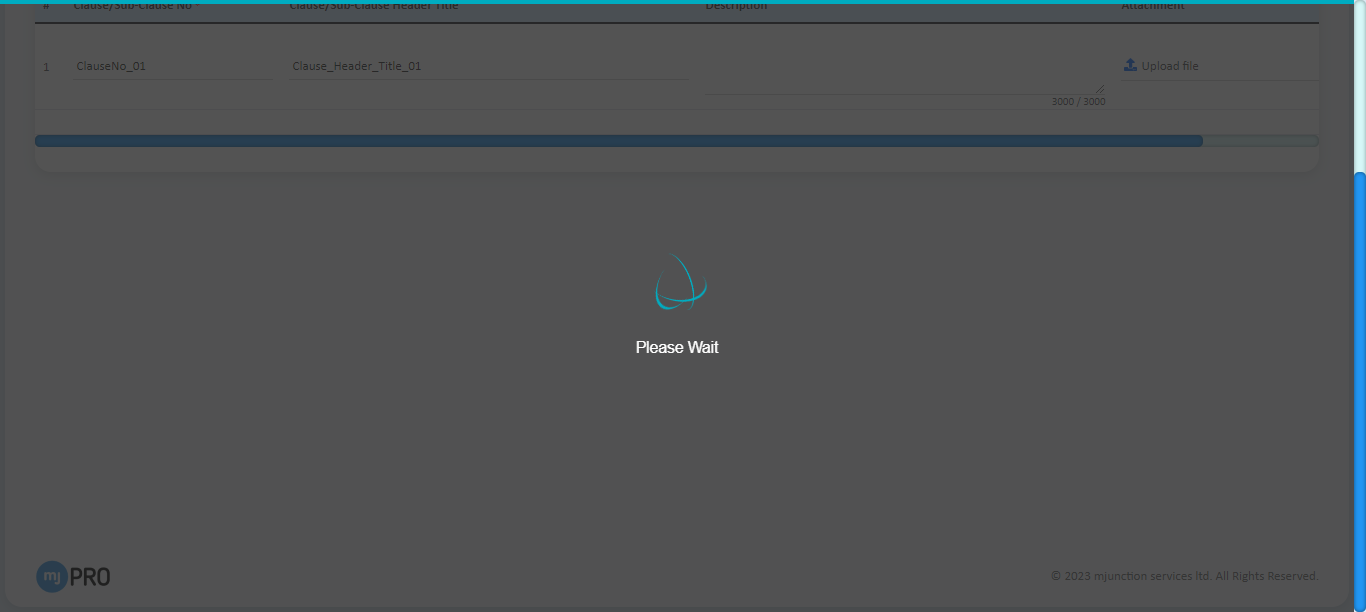 # Clause/Sub-Clause No * Clause/Sub-Clause Header Title Description Attachment
1 ClauseNo_01 Clause_Header_Title_01 Upload file
3000 / 3000
Please Wait
mj PRO © 2023 mjunction services ltd. All Rights Reserved.